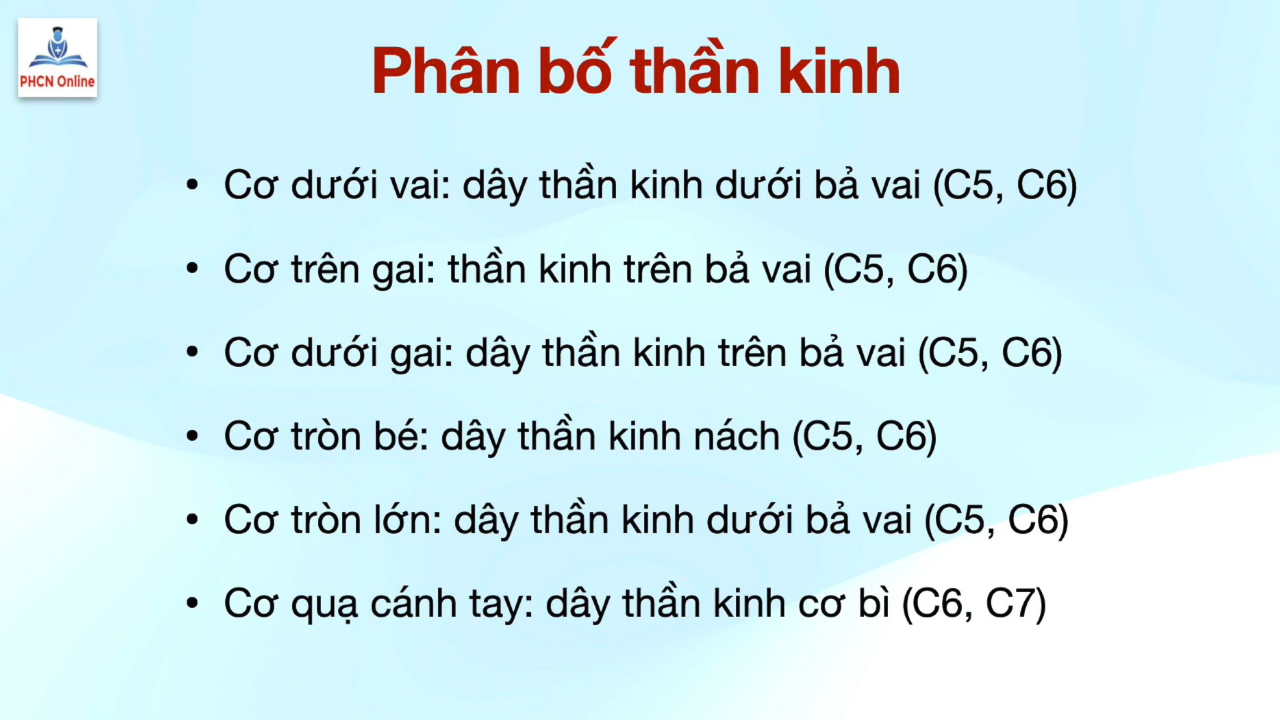 PHCN Online
Phân bố thần kinh
• Cơ dưới vai: dây thần kinh dưới bả vai (C5, C6)
• Cơ trên gai: thần kinh trên bả vai (C5, C6)
• Cơ dưới gai: dây thần kinh trên bả vai (C5, C6)
• Cơ tròn bé: dây thần kinh nách (C5, C6)
• Cơ tròn lớn: dây thần kinh dưới bả vai (C5, C6)
• Cơ quạ cánh tay: dây thần kinh cơ bì (C6, C7)